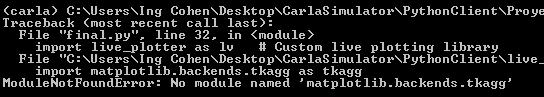 (carla) C:\Users\Ing Cohen\Desktop\CarlaSimulator\PythonClient\Proye
Traceback (most recent call last):
  File "final.py", line 32, in <module>
    import live_plotter as lv   # Custom live plotting library
  File "C:\Users\Ing Cohen\Desktop\CarlaSimulator\PythonClient\live_
    import matplotlib.backends.tkagg as tkagg
ModuleNotFoundError: No module named 'matplotlib.backends.tkagg'